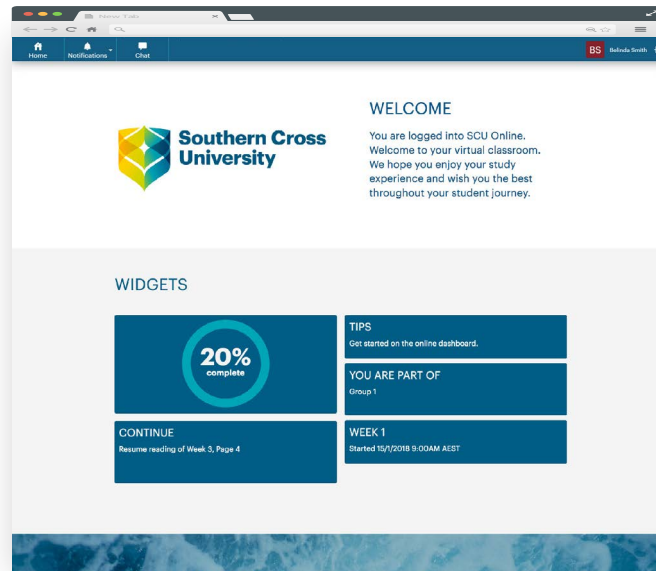 New Tab
Home
Notifications
Chat
BS
Belinda Smith
Southern Cross
University
WELCOME
You are logged into SCU Online.
Welcome to your virtual classroom.
We hope you enjoy your study
experience and wish you the best
throughout your student journey.
WIDGETS
20%
complete
TIPS
Get started on the online dashboard.
YOU ARE PART OF
Group 1
CONTINUE
Resume reading of Week 3, Page 4
WEEK 1
Started 15/1/2018 9:00AM AEST